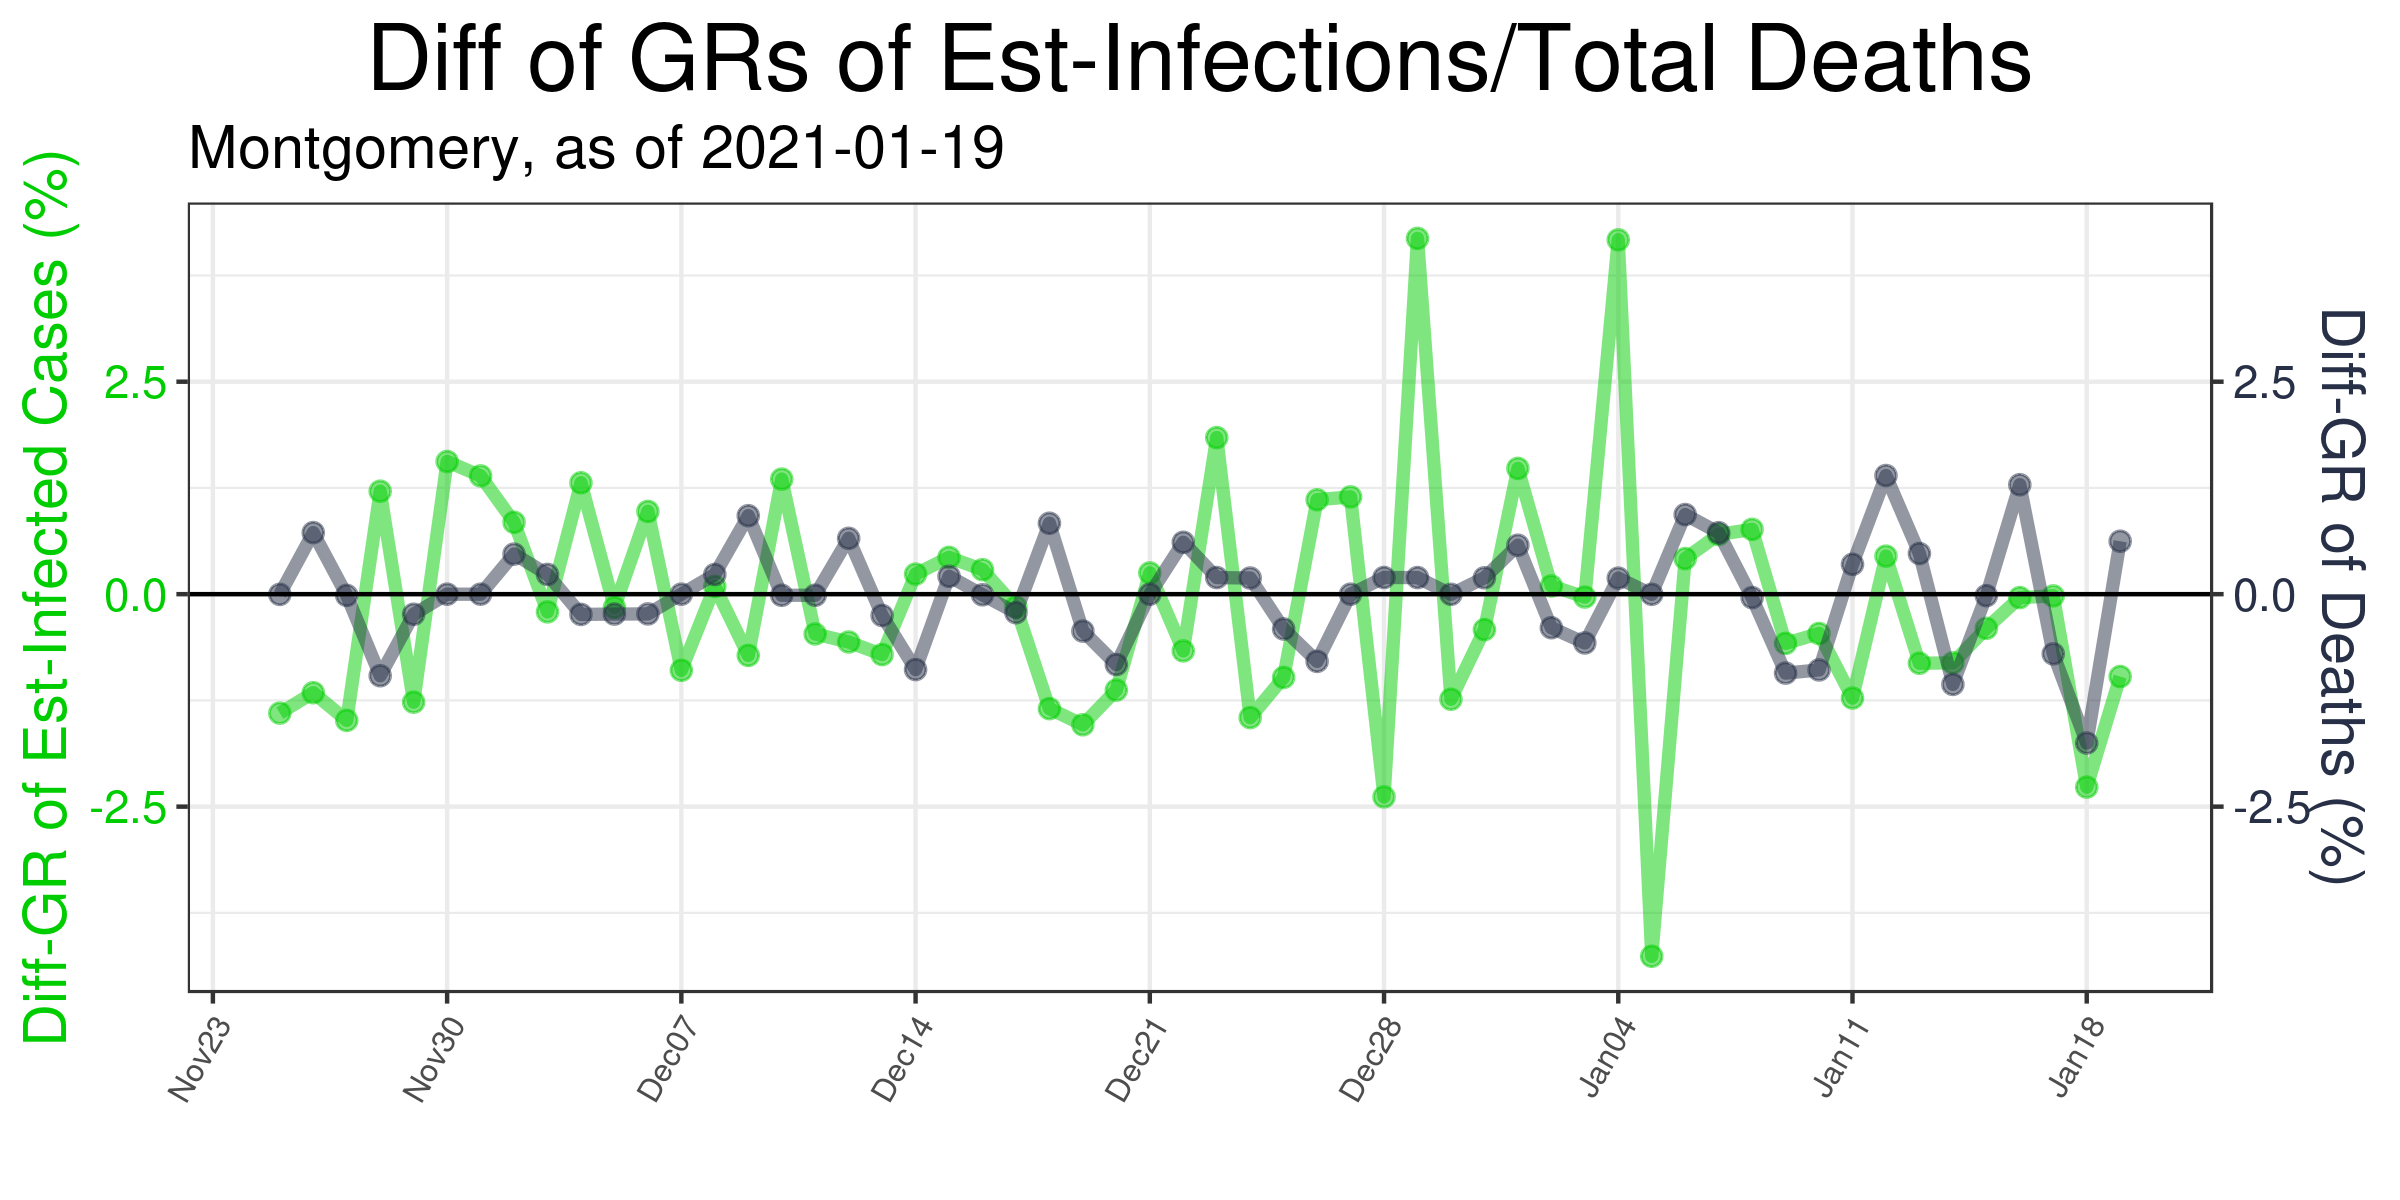 Diff of GRs of Est-Infections/Total Deaths
Montgomery, as of 2021-01-19
Diff-GR of Est-Infected Cases (%)
2.5
0.0
-2.5
2.5
0.0
-2.5
Diff-GR of Deaths (%)
Nov23
Nov30
Dec07
Dec14
Dec21
Dec28
Jan04
Jan11
Jan18